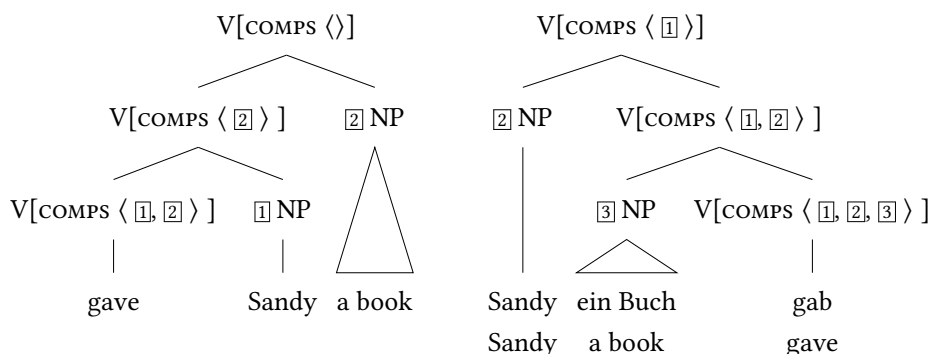 V[COMPS ⟨⟩] V[COMPS ⟨ 1 ⟩]
V[COMPS ⟨ 2 ⟩] 2 NP 2 NP V[COMPS ⟨ 1, 2 ⟩]
V[COMPS ⟨ 1, 2 ⟩] 1 NP 3 NP V[COMPS ⟨ 1, 2, 3 ⟩]
gave Sandy a book Sandy ein Buch gab
Sandy a book gave